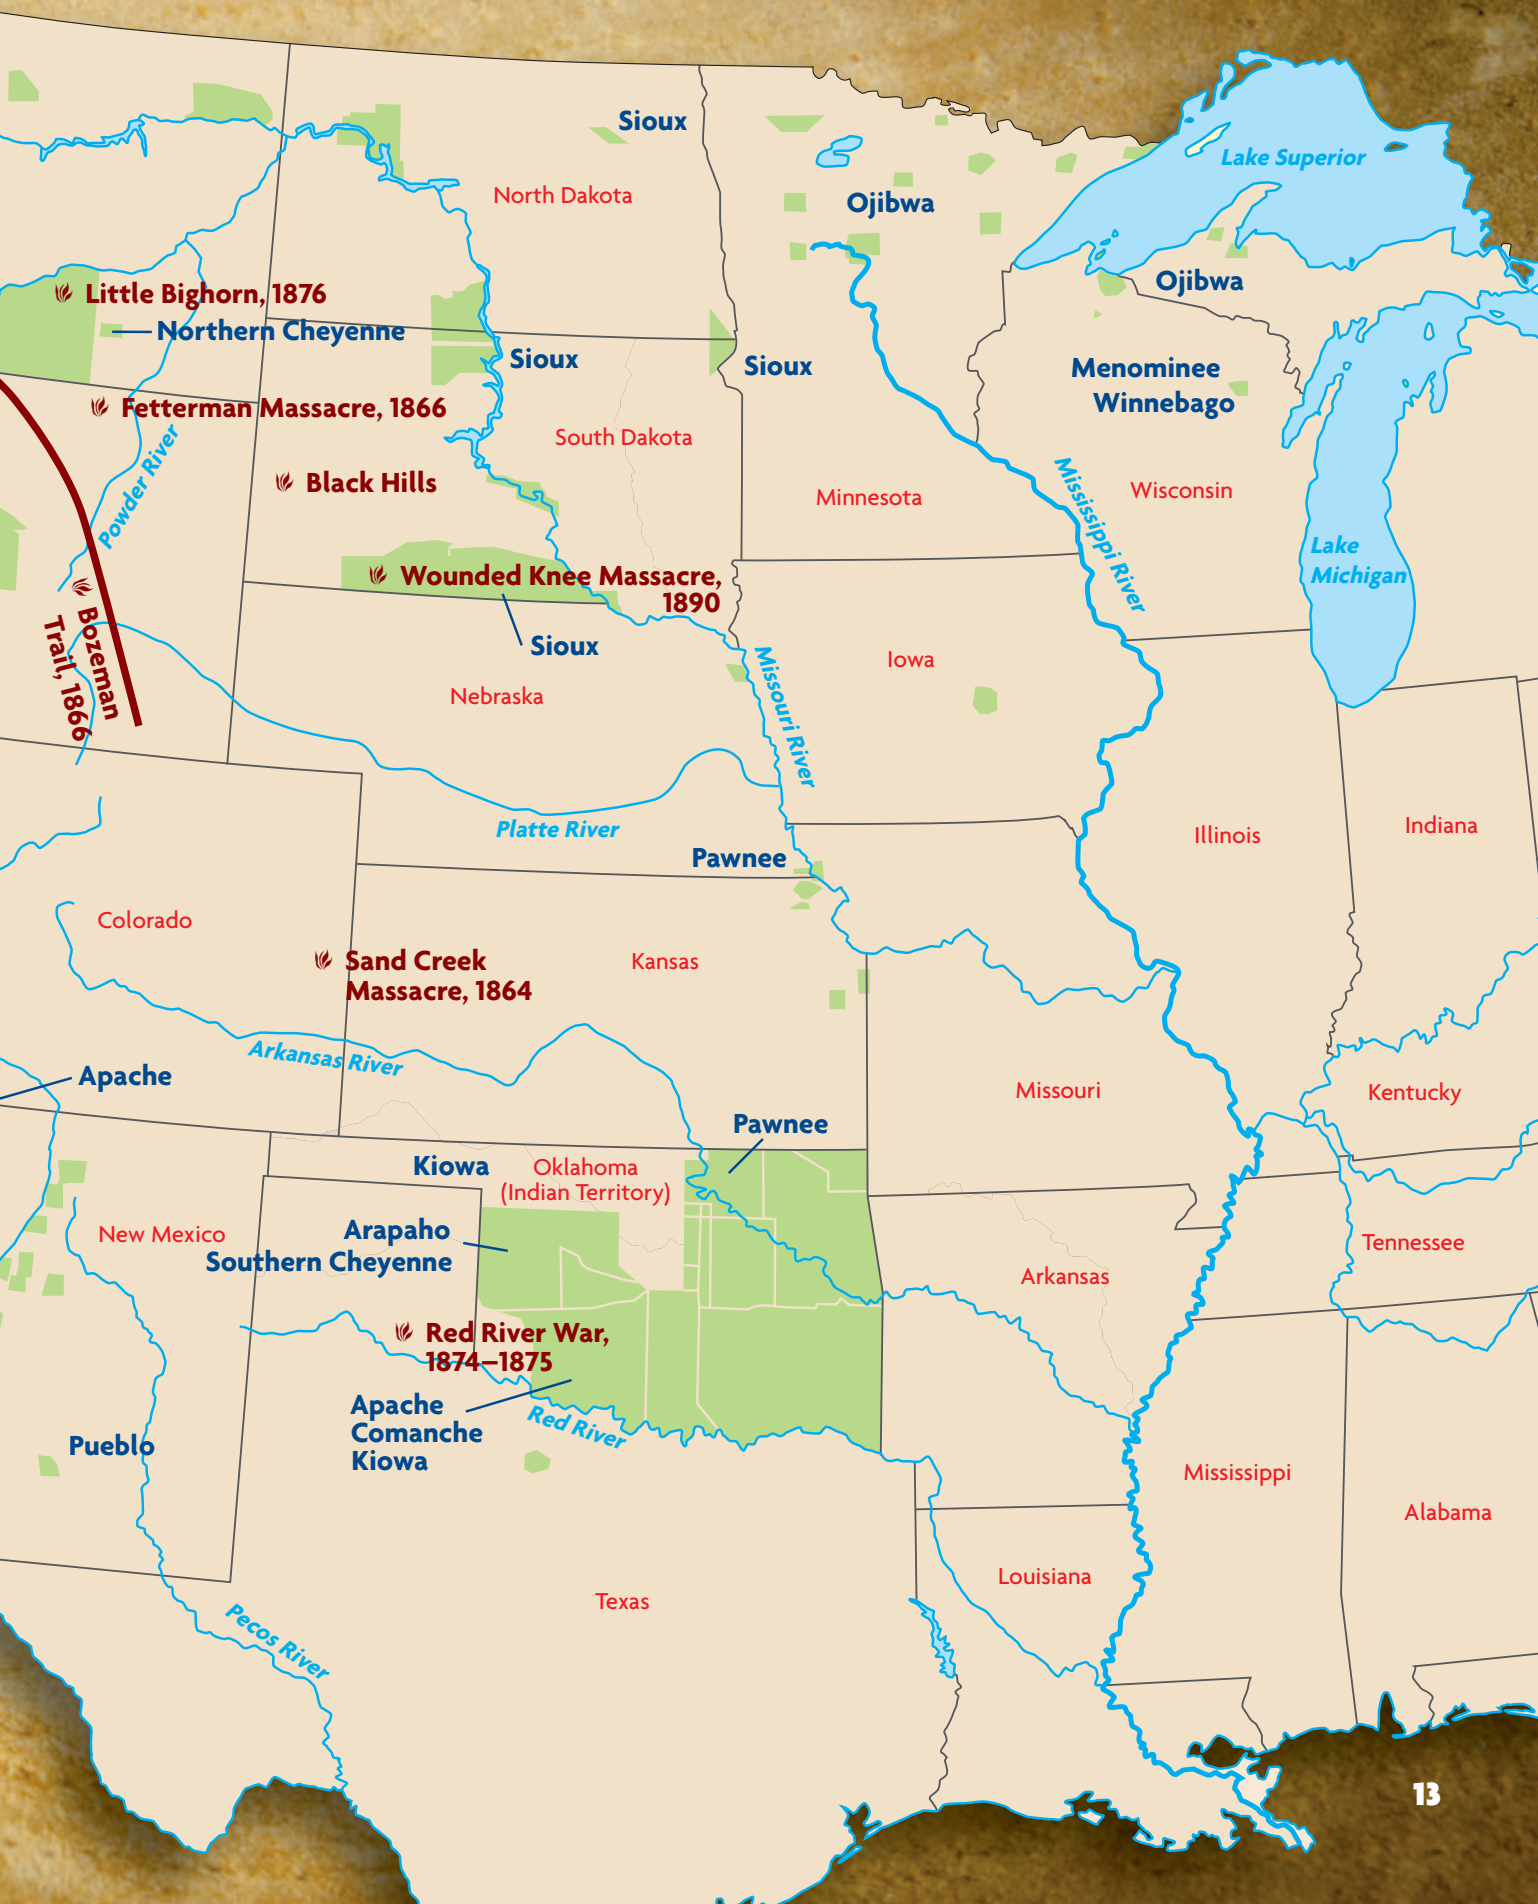 Sioux
Lake Superior
North Dakota
Ojibwa
Ojibwa
Little Bighorn, 1876
Northern Cheyenne
Sioux
Sioux
Menominee
Winnebago
Fetterman Massacre, 1866
South Dakota
Powder River
Black Hills
Minnesota
Mississippi River
Wisconsin
Lake
Michigan
Wounded Knee Massacre,
1890
Bozeman
Trail, 1866
Sioux
Iowa
Nebraska
Missouri River
Platte River
Illinois
Indiana
Pawnee
Colorado
Sand Creek
Massacre, 1864
Kansas
Arkansas River
Apache
Missouri
Kentucky
Pawnee
Kiowa
Oklahoma
(Indian Territory)
New Mexico
Arapaho
Southern Cheyenne
Tennessee
Arkansas
Red River War,
1874–1875
Apache
Comanche
Kiowa
Red River
Pueblo
Mississippi
Alabama
Louisiana
Texas
Pecos River
13